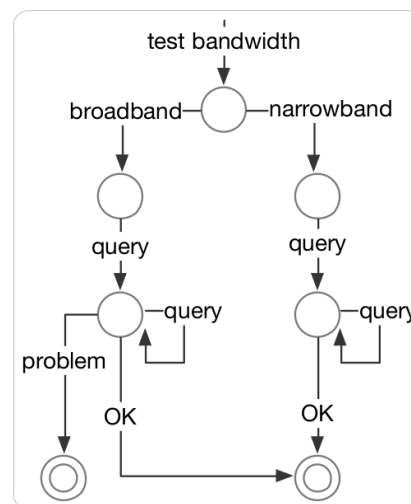 test bandwidth
broadband
narrowband
query
query
query
query
problem
OK
OK